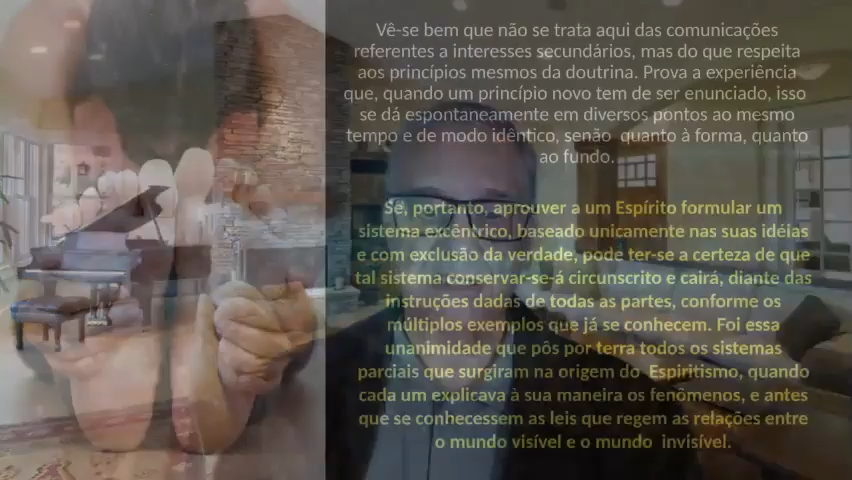 Vê-se bem que não se trata aqui das comunicações
referentes a interesses secundários, mas do que respeita
aos princípios mesmos da doutrina. Prova a experiência
que, quando um princípio novo tem de ser enunciado, isso
se dá espontaneamente em diversos pontos ao mesmo
tempo e de modo idêntico, senão quanto à forma, quanto
ao fundo.
Se, portanto, aprouver a um Espírito formular um
sistema excêntrico, baseado unicamente nas suas idéias
e com exclusão da verdade, pode ter-se a certeza de que
tal sistema conservar-se-á circunscrito e cairá, diante das
instruções dadas de todas as partes, conforme os
múltiplos exemplos que já se conhecem. Foi essa
unanimidade que pôs por terra todos os sistemas
parciais que surgiram na origem do Espiritismo, quando
cada um explicava à sua maneira os fenômenos, e antes
que se conhecessem as leis que regem as relações entre
o mundo visível e o mundo invisível.